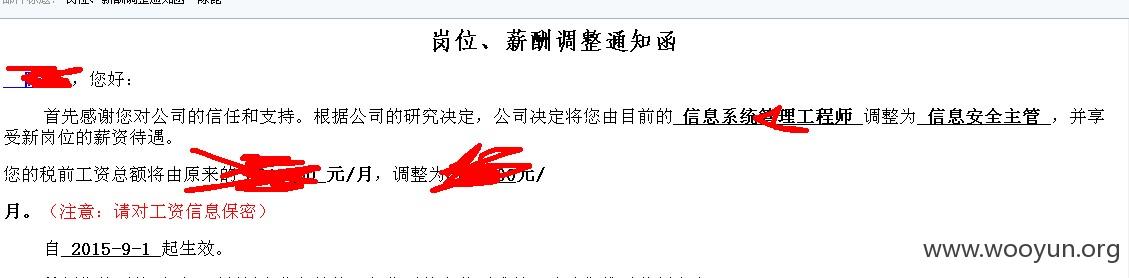 岗位、薪酬调整通知函
，您好：
首先感谢您对公司的信任和支持。根据公司的研究决定，公司决定将您由目前的 信息系统管理工程师 调整为 信息安全主管 ，并享
受新岗位的薪资待遇。
您的税前工资总额将由原来的 元/月，调整为 元/
月。（注意：请对工资信息保密）
自 2015-9-1 起生效。
www.wooyun.org